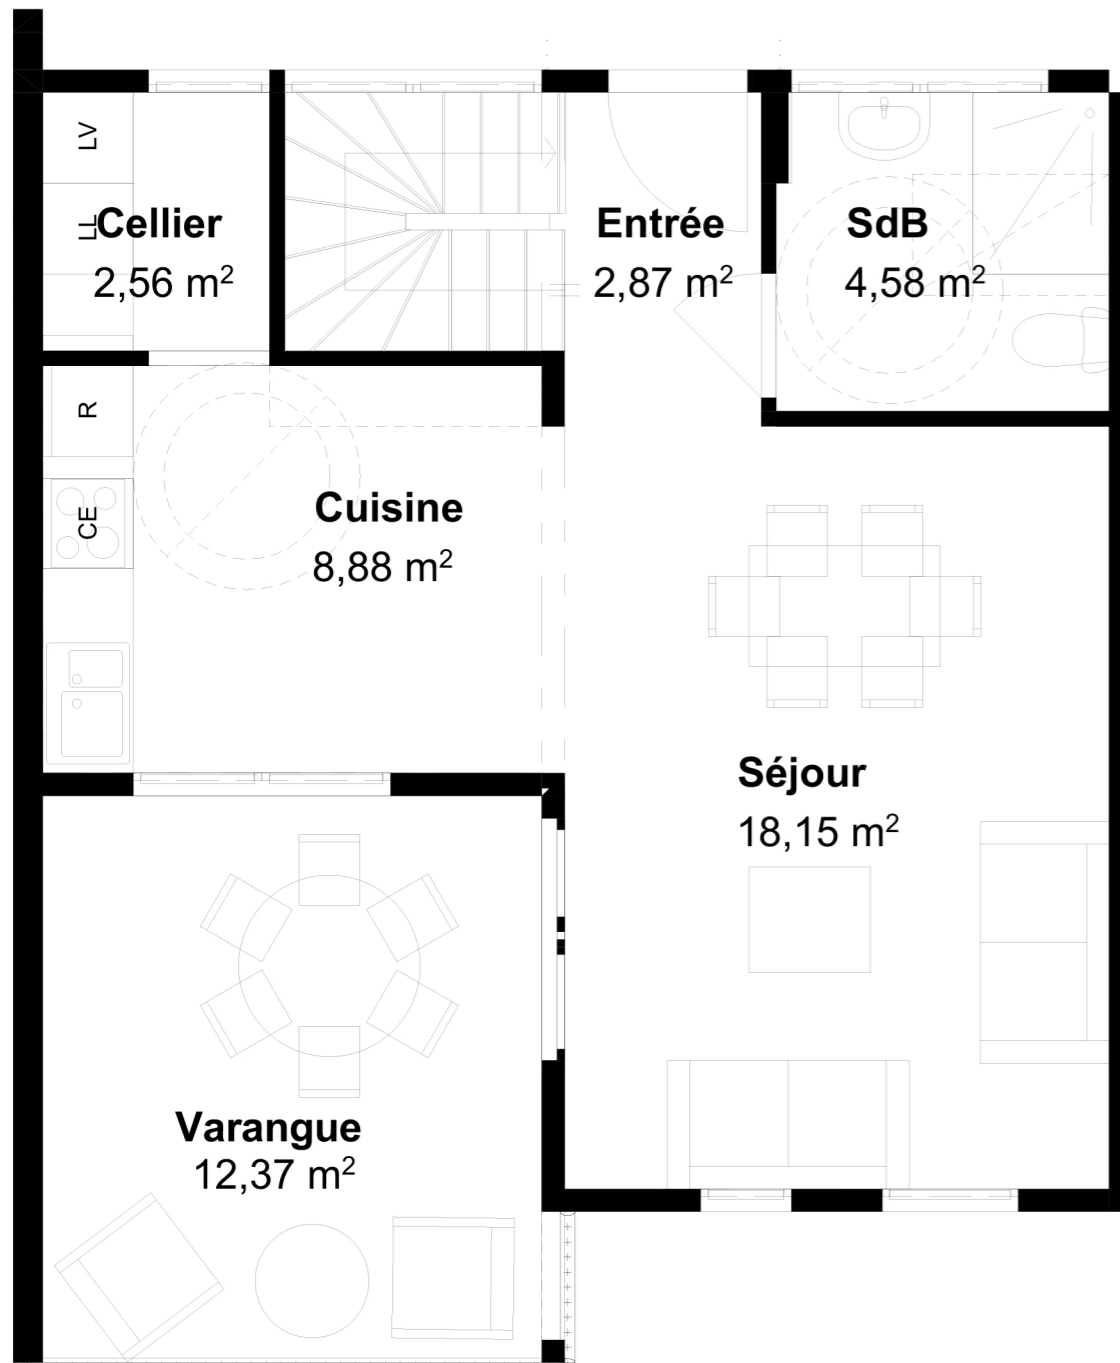 LV
LL
Cellier
2,56 m²
Entrée
2,87 m²
SdB
4,58 m²
R
CE
Cuisine
8,88 m²
Séjour
18,15 m²
Varangue
12,37 m²